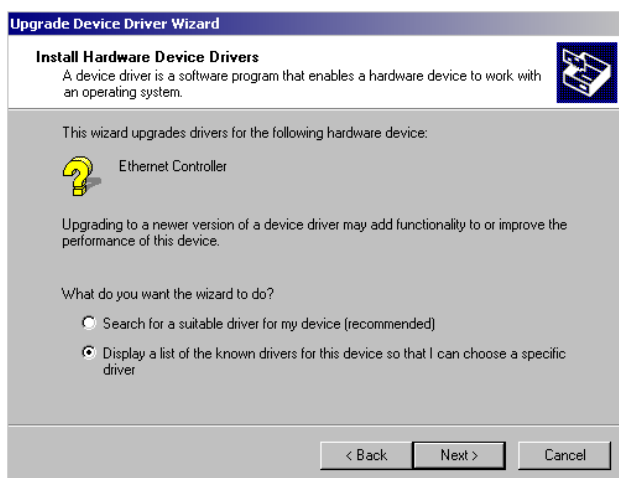 Upgrade Device Driver Wizard
Install Hardware Device Drivers
A device driver is a software program that enables a hardware device to work with
an operating system.
This wizard upgrades drivers for the following hardware device:
Ethernet Controller
Upgrading to a newer version of a device driver may add functionality to or improve the
performance of this device.
What do you want the wizard to do?
Search for a suitable driver for my device (recommended)
Display a list of the known drivers for this device so that I can choose a specific
driver
< Back
Next >
Cancel